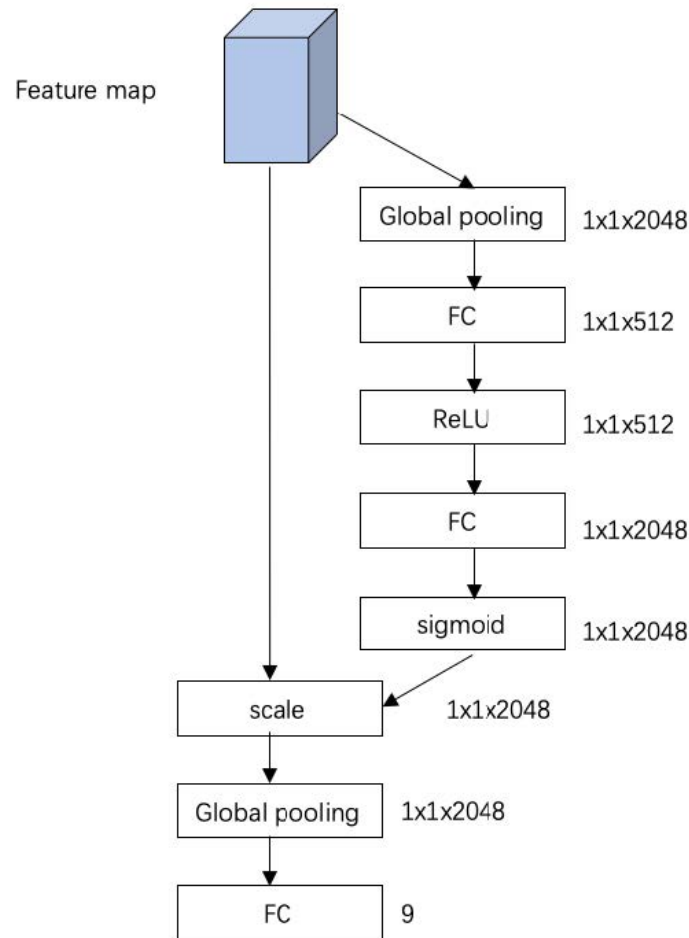 Feature map
Global pooling 1x1x2048
FC 1x1x512
ReLU 1x1x512
FC 1x1x2048
sigmoid 1x1x2048
scale 1x1x2048
Global pooling 1x1x2048
FC 9